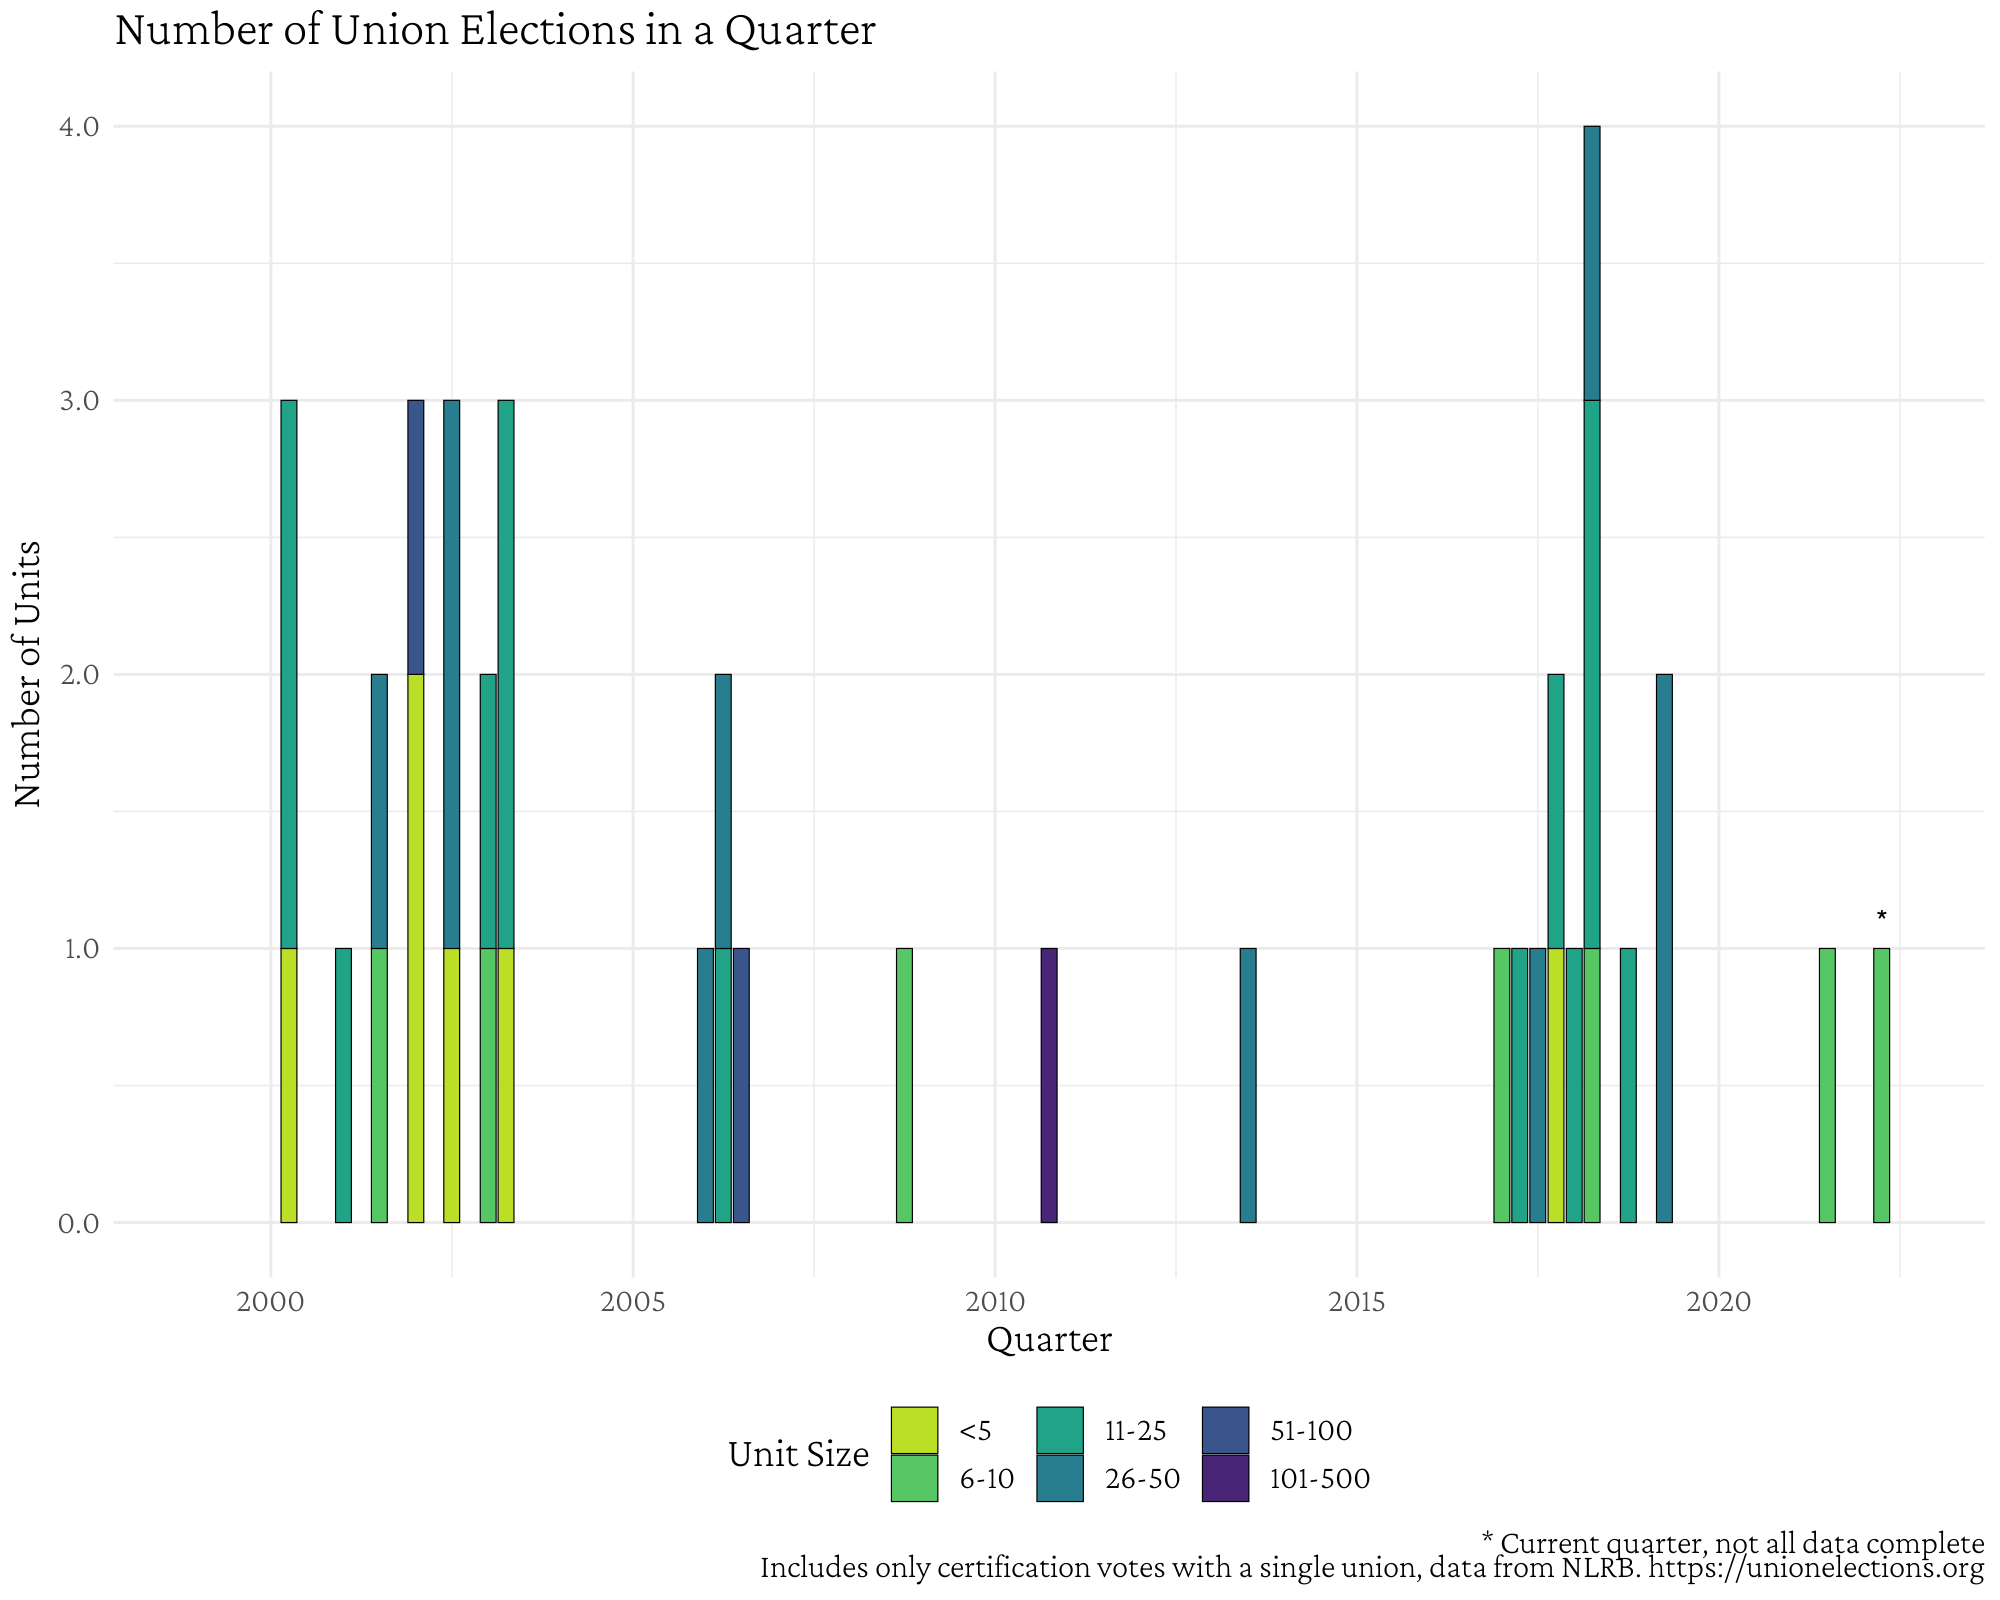 Number of Union Elections in a Quarter
4.0
3.0
2.0
1.0
0.0
Number of Units
*
2000 2005 2010 2015 2020
Quarter
Unit Size
<5 11-25 51-100
6-10 26-50 101-500
* Current quarter, not all data complete
Includes only certification votes with a single union, data from NLRB. https://unionelections.org